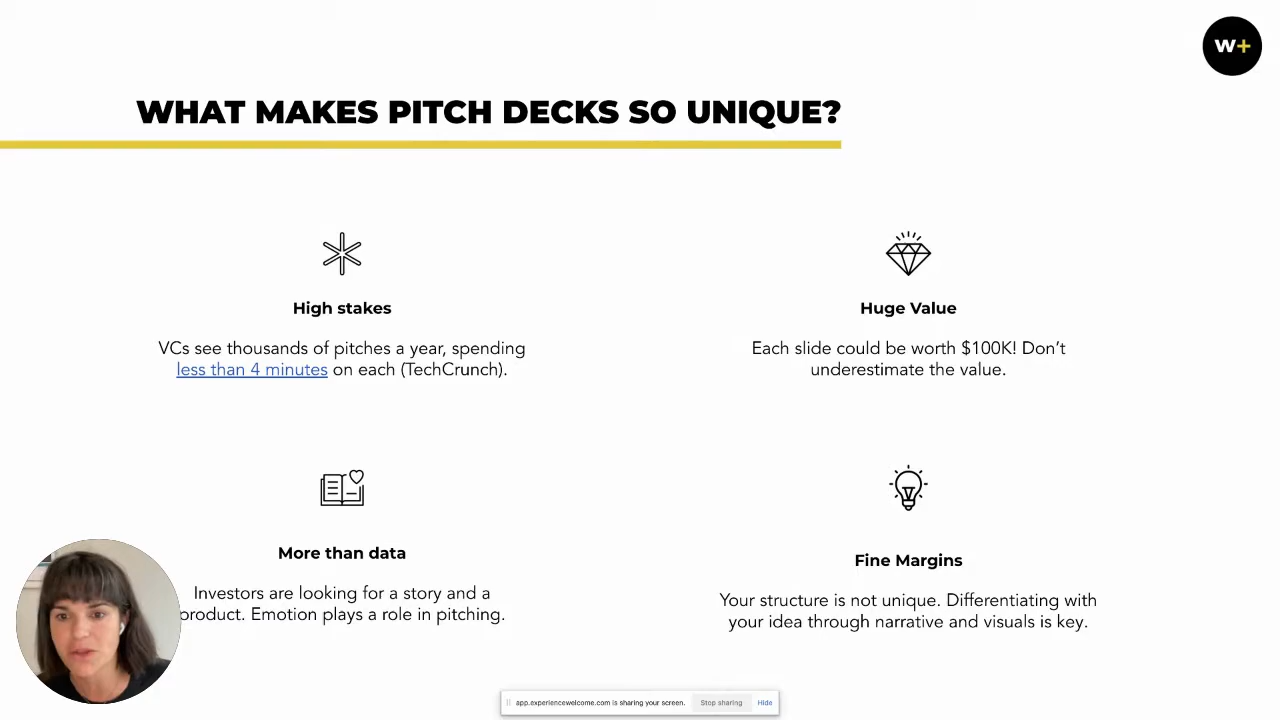 W+
WHAT MAKES PITCH DECKS SO UNIQUE?
High stakes
VCs see thousands of pitches a year, spending
less than 4 minutes on each (TechCrunch).
Huge Value
Each slide could be worth $100K! Don't
underestimate the value.
More than data
Investors are looking for a story and a
product. Emotion plays a role in pitching.
Fine Margins
Your structure is not unique. Differentiating with
your idea through narrative and visuals is key.
app.experiencewelcome.com is sharing your screen. Stop sharing Hide